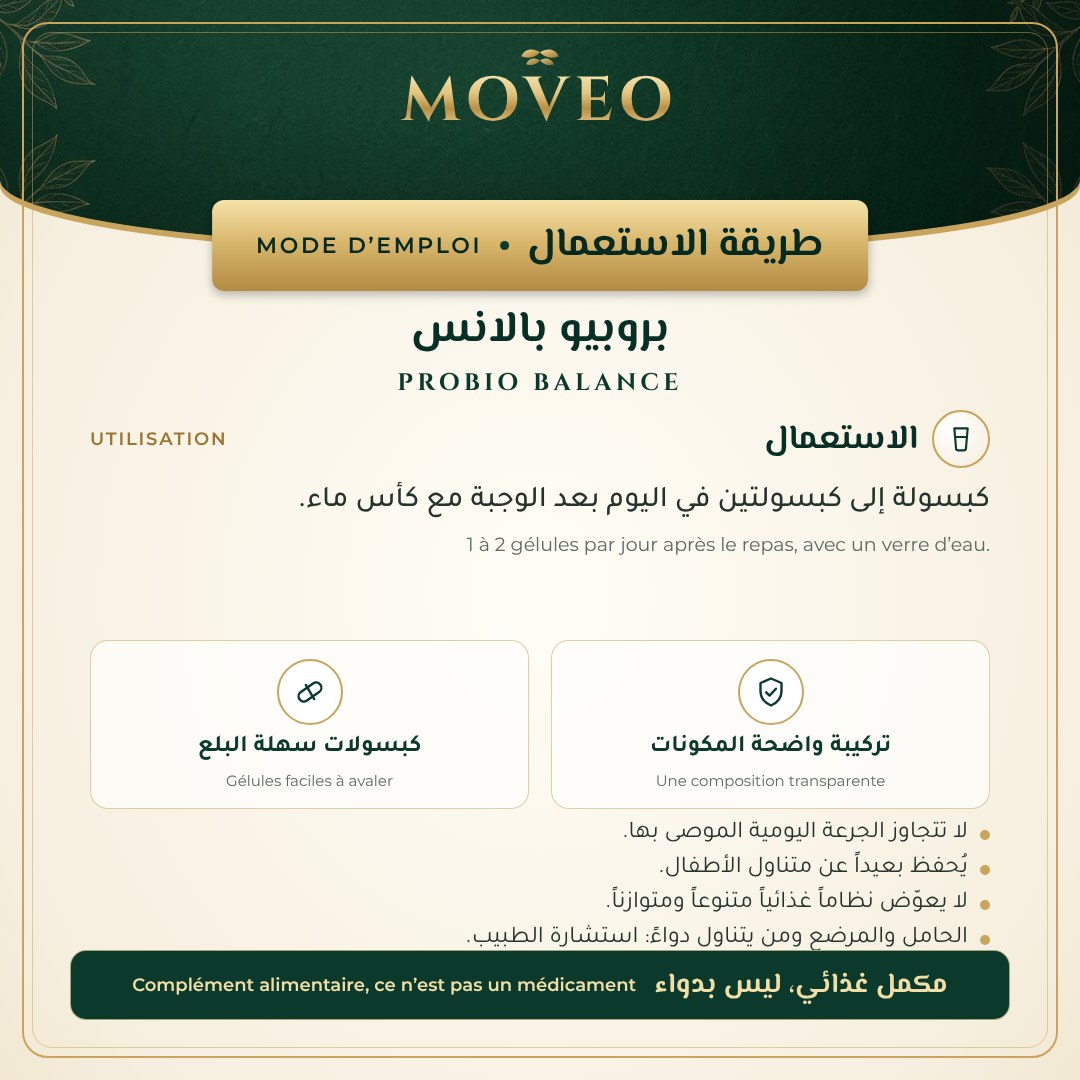 MOVEO
طريقة الاستعمال • MODE D’EMPLOI
بروبيو بالانس
PROBIO BALANCE
الاستعمال
UTILISATION
كبسولة إلى كبسولتين في اليوم بعد الوجبة مع كأس ماء.
1 à 2 gélules par jour après le repas, avec un verre d’eau.
تركيبة واضحة المكونات
Une composition transparente
كبسولات سهلة البلع
Gélules faciles à avaler
لا تتجاوز الجرعة اليومية الموصى بها.
يُحفظ بعيداً عن متناول الأطفال.
لا يعوّض نظاماً غذائياً متنوعاً ومتوازناً.
الحامل والمرضع ومن يتناول دواءً: استشارة الطبيب.
مكمل غذائي، ليس بدواء Complément alimentaire, ce n’est pas un médicament